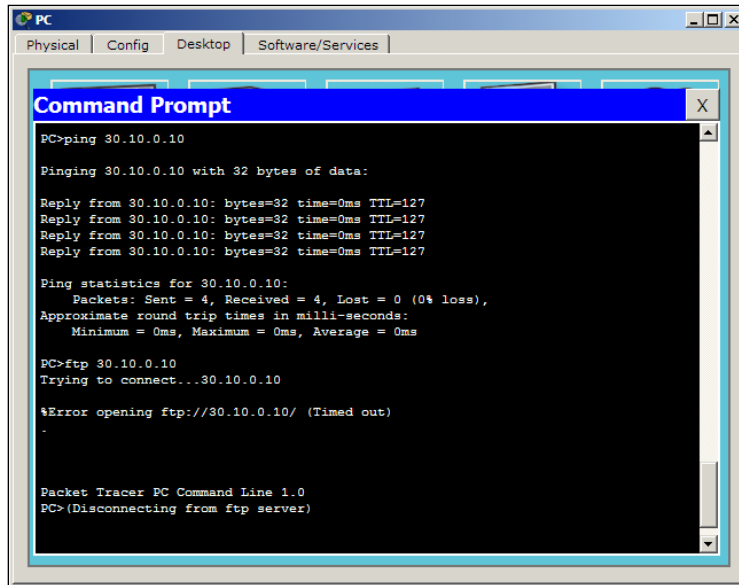 PC
Physical
Config
Desktop
Software/Services
Command Prompt
X
PC>ping 30.10.0.10
Pinging 30.10.0.10 with 32 bytes of data:
Reply from 30.10.0.10: bytes=32 time=0ms TTL=127
Reply from 30.10.0.10: bytes=32 time=0ms TTL=127
Reply from 30.10.0.10: bytes=32 time=0ms TTL=127
Reply from 30.10.0.10: bytes=32 time=0ms TTL=127
Ping statistics for 30.10.0.10:
Packets: Sent = 4, Received = 4, Lost = 0 (0% loss),
Approximate round trip times in milli-seconds:
Minimum = 0ms, Maximum = 0ms, Average = 0ms
PC>ftp 30.10.0.10
Trying to connect...30.10.0.10
%Error opening ftp://30.10.0.10/ (Timed out)
.
Packet Tracer PC Command Line 1.0
PC>(Disconnecting from ftp server)